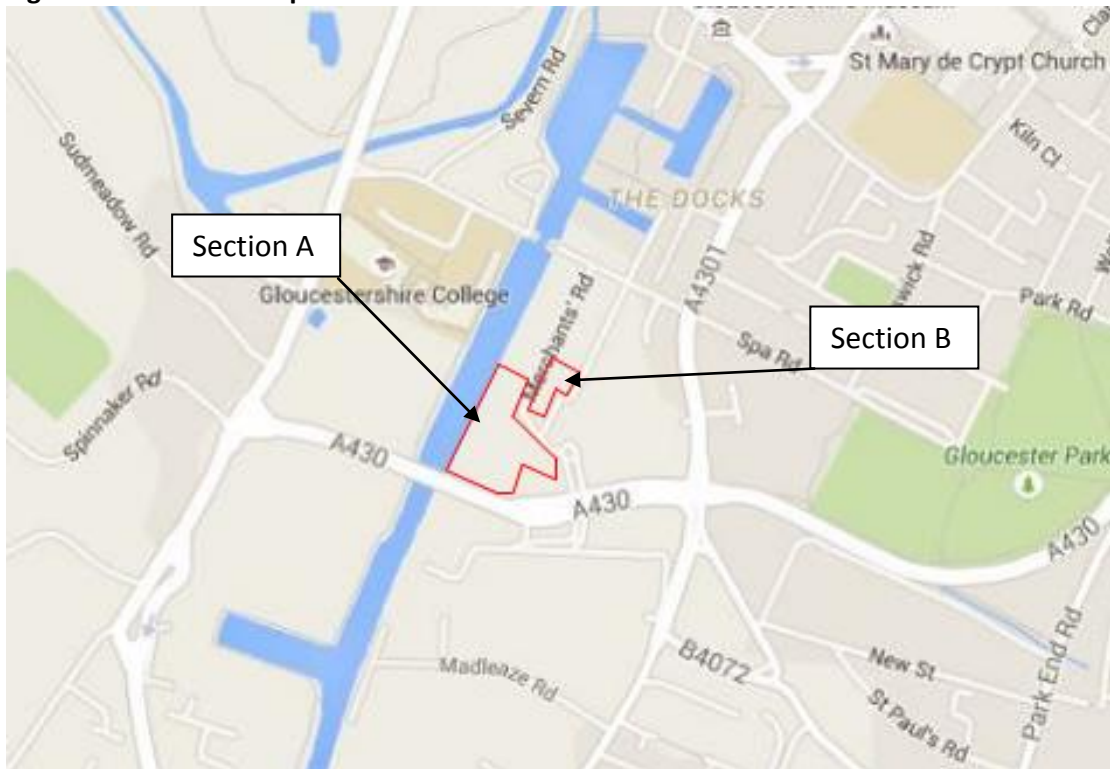 St Mary de Crypt Church
Severn Rd
Kiln Cl
Sudmeadow Rd
THE DOCKS
Section A
Gloucestershire College
Merchants' Rd
A4301
Park Rd
Spa Rd
Section B
Spinnaker Rd
A430
Gloucester Park
A430
A430
Madleaze Rd
B4072
New St
St Paul's Rd
Park End Rd